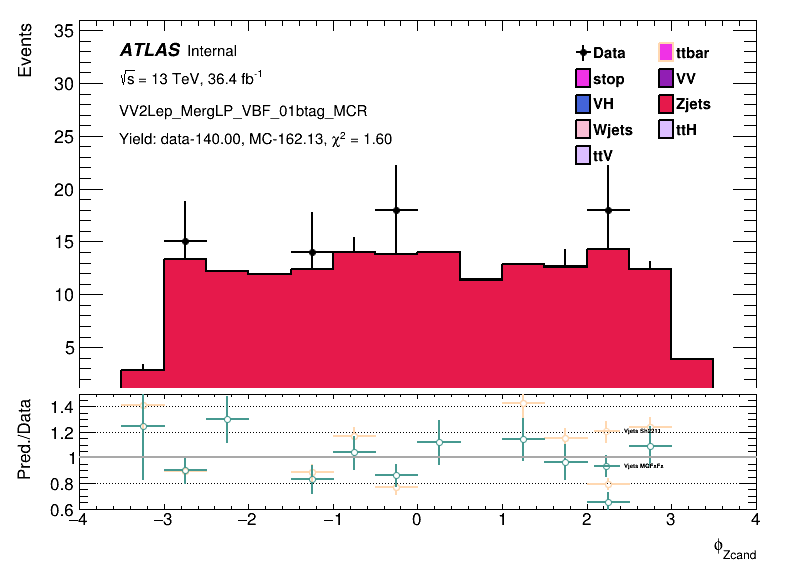 Events
35
30
25
20
15
10
5
ATLAS Internal
√s = 13 TeV, 36.4 fb⁻¹
VV2Lep_MergLP_VBF_01btag_MCR
Yield: data-140.00, MC-162.13, χ² = 1.60
Data
ttbar
stop
VV
VH
Zjets
Wjets
ttH
ttV
Pred./Data
1.4
1.2
1
0.8
0.6
Vjets SH2211
Vjets MGFxFx
−4 −3 −2 −1 0 1 2 3 4
ϕ_Zcand